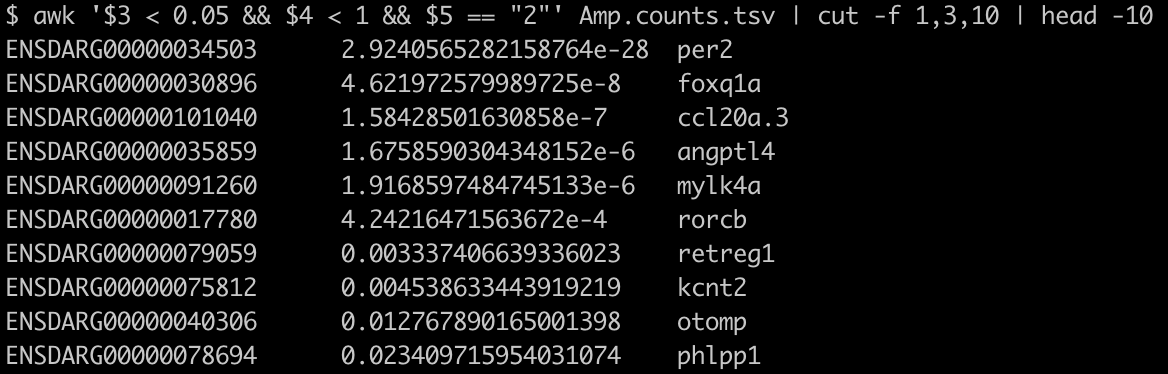 $ awk '$3 < 0.05 && $4 < 1 && $5 == "2"' Amp.counts.tsv | cut -f 1,3,10 | head -10
ENSDARG00000034503 2.9240565282158764e-28 per2
ENSDARG00000030896 4.621972579989725e-8 foxq1a
ENSDARG00000101040 1.58428501630858e-7 ccl20a.3
ENSDARG00000035859 1.6758590304348152e-6 angptl4
ENSDARG00000091260 1.9168597484745133e-6 mylk4a
ENSDARG00000017780 4.24216471563672e-4 rorcb
ENSDARG00000079059 0.003337406639336023 retreg1
ENSDARG00000075812 0.004538633443919219 kcnt2
ENSDARG00000040306 0.012767890165001398 otomp
ENSDARG00000078694 0.023409715954031074 phlpp1